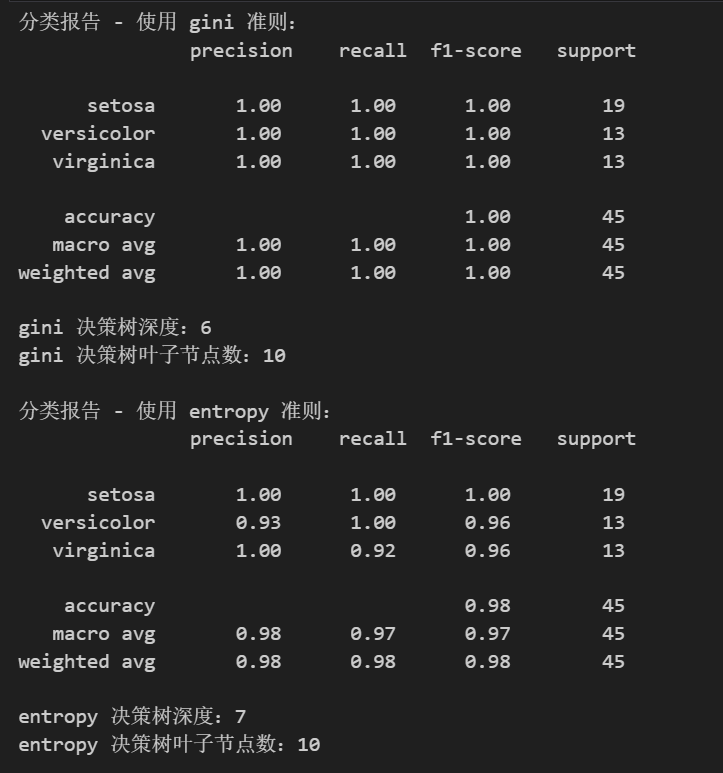 分类报告 - 使用 gini 准则:
precision recall f1-score support
setosa 1.00 1.00 1.00 19
versicolor 1.00 1.00 1.00 13
virginica 1.00 1.00 1.00 13
accuracy 1.00 45
macro avg 1.00 1.00 1.00 45
weighted avg 1.00 1.00 1.00 45
gini 决策树深度: 6
gini 决策树叶子节点数: 10
分类报告 - 使用 entropy 准则:
precision recall f1-score support
setosa 1.00 1.00 1.00 19
versicolor 0.93 1.00 0.96 13
virginica 1.00 0.92 0.96 13
accuracy 0.98 45
macro avg 0.98 0.97 0.97 45
weighted avg 0.98 0.98 0.98 45
entropy 决策树深度: 7
entropy 决策树叶子节点数: 10